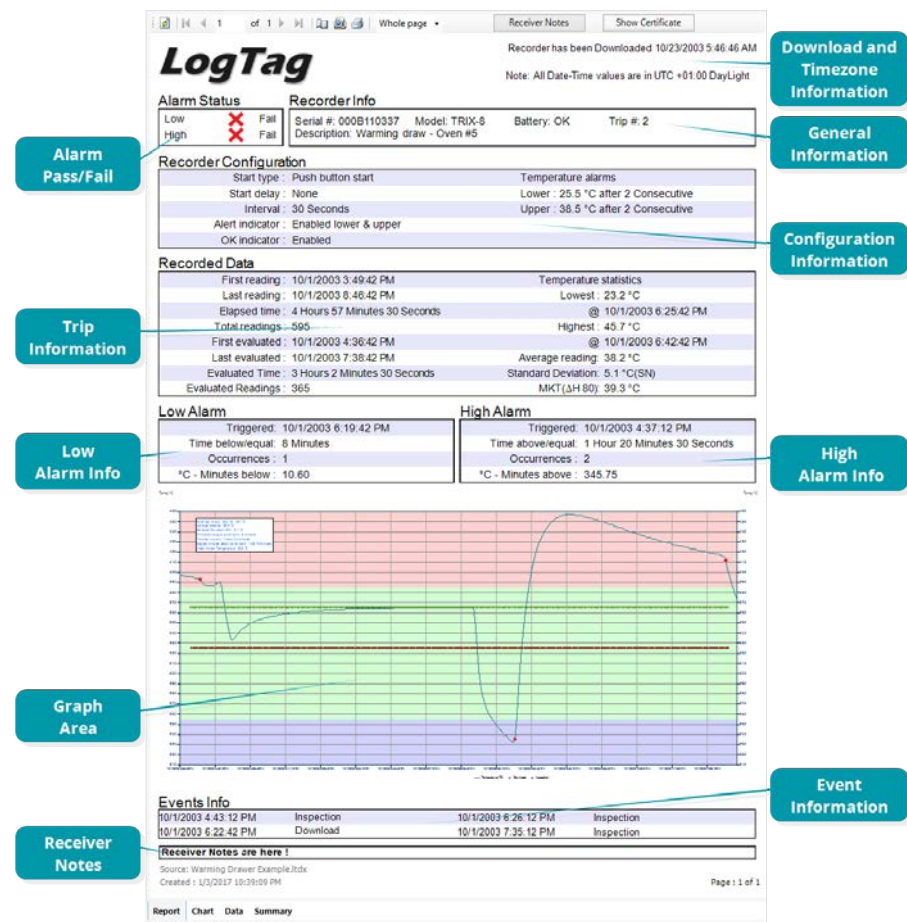 1 of 1 Whole page Receiver Notes Show Certificate
LogTag
Recorder has been Downloaded 10/23/2003 5:46:46 AM
Note: All Date-Time values are in UTC +01:00 DayLight
Download and
Timezone
Information
Alarm Status
Low Fail
High Fail
Recorder Info
Serial #: 000B110337 Model: TRIX-8 Battery: OK Trip #: 2
Description: Warming draw - Oven #5
General
Information
Alarm
Pass/Fail
Recorder Configuration
Start type : Push button start
Start delay : None
Interval : 30 Seconds
Alert indicator : Enabled lower & upper
OK indicator : Enabled
Temperature alarms
Lower : 25.5 °C after 2 Consecutive
Upper : 38.5 °C after 2 Consecutive
Configuration
Information
Recorded Data
First reading : 10/1/2003 3:49:42 PM
Last reading : 10/1/2003 8:46:42 PM
Elapsed time : 4 Hours 57 Minutes 30 Seconds
Total readings : 595
First evaluated : 10/1/2003 4:36:42 PM
Last evaluated : 10/1/2003 7:38:42 PM
Evaluated Time : 3 Hours 2 Minutes 30 Seconds
Evaluated Readings : 365
Temperature statistics
Lowest : 23.2 °C
@ 10/1/2003 6:25:42 PM
Highest : 45.7 °C
@ 10/1/2003 6:42:42 PM
Average reading: 38.2 °C
Standard Deviation: 5.1 °C(SN)
MKT(ΔH 80): 39.3 °C
Trip
Information
Low Alarm
Triggered: 10/1/2003 6:19:42 PM
Time below/equal: 8 Minutes
Occurrences : 1
°C - Minutes below : 10.60
Low
Alarm Info
High Alarm
Triggered: 10/1/2003 4:37:12 PM
Time above/equal: 1 Hour 20 Minutes 30 Seconds
Occurrences : 2
°C - Minutes above : 345.75
High
Alarm Info
Graph
Area
Events Info
10/1/2003 4:43:12 PM Inspection 10/1/2003 6:26:12 PM Inspection
10/1/2003 6:22:42 PM Download 10/1/2003 7:35:12 PM Inspection
Event
Information
Receiver Notes are here !
Receiver
Notes
Source: Warming Drawer Example.ltdx
Created : 1/3/2017 10:39:09 PM
Page : 1 of 1
Report Chart Data Summary